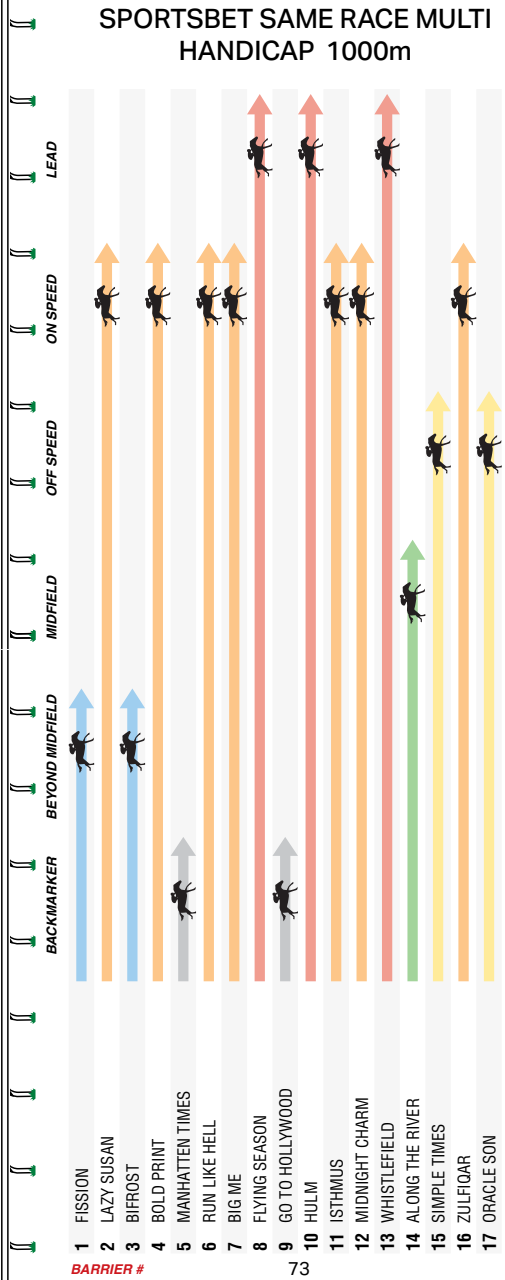 SPORTSBET SAME RACE MULTI
HANDICAP 1000m
LEAD
ON SPEED
OFF SPEED
MIDFIELD
BEYOND MIDFIELD
BACKMARKER
1 FISSION
2 LAZY SUSAN
3 BIFROST
4 BOLD PRINT
5 MANHATTEN TIMES
6 RUN LIKE HELL
7 BIG ME
8 FLYING SEASON
9 GO TO HOLLYWOOD
10 HULM
11 ISTHMUS
12 MIDNIGHT CHARM
13 WHISTLEFIELD
14 ALONG THE RIVER
15 SIMPLE TIMES
16 ZULFIQAR
17 ORACLE SON
BARRIER #
73